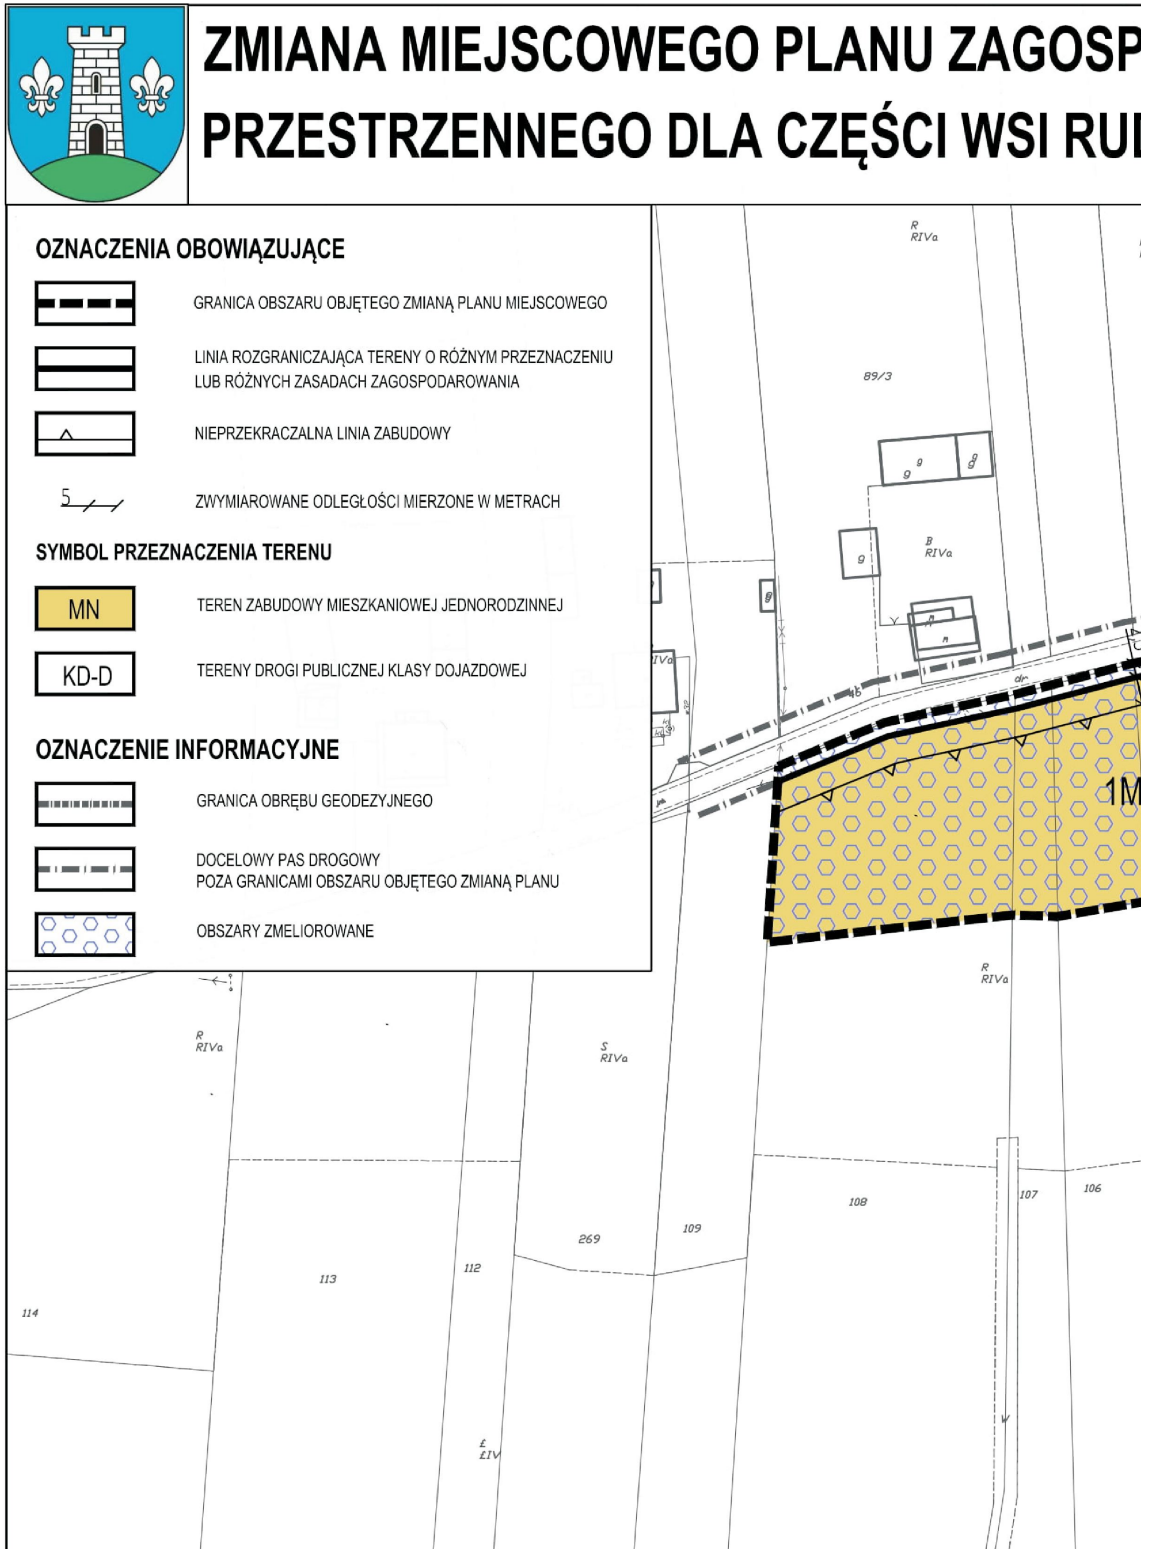 ZMIANA MIEJSCOWEGO PLANU ZAGOSP
PRZESTRZENNEGO DLA CZĘŚCI WSI RU
OZNACZENIA OBOWIĄZUJĄCE
GRANICA OBSZARU OBJĘTEGO ZMIANĄ PLANU MIEJSCOWEGO
LINIA ROZGRANICZAJĄCA TERENY O RÓŻNYM PRZEZNACZENIU
LUB RÓŻNYCH ZASADACH ZAGOSPODAROWANIA
NIEPRZEKRACZALNA LINIA ZABUDOWY
5
ZWYMIAROWANE ODLEGŁOŚCI MIERZONE W METRACH
SYMBOL PRZEZNACZENIA TERENU
MN
TEREN ZABUDOWY MIESZKANIOWEJ JEDNORODZINNEJ
KD-D
TERENY DROGI PUBLICZNEJ KLASY DOJAZDOWEJ
OZNACZENIE INFORMACYJNE
GRANICA OBRĘBU GEODEZYJNEGO
DOCELOWY PAS DROGOWY
POZA GRANICAMI OBSZARU OBJĘTEGO ZMIANĄ PLANU
OBSZARY ZMELIOROWANE
R
RIVa
89/3
g
g
g
g
g
B
RIVa
g
m
IVa
dr
1M
R
RIVa
R
RIVa
S
RIVa
108
107
106
109
269
112
113
114
Ł
ŁIV
W